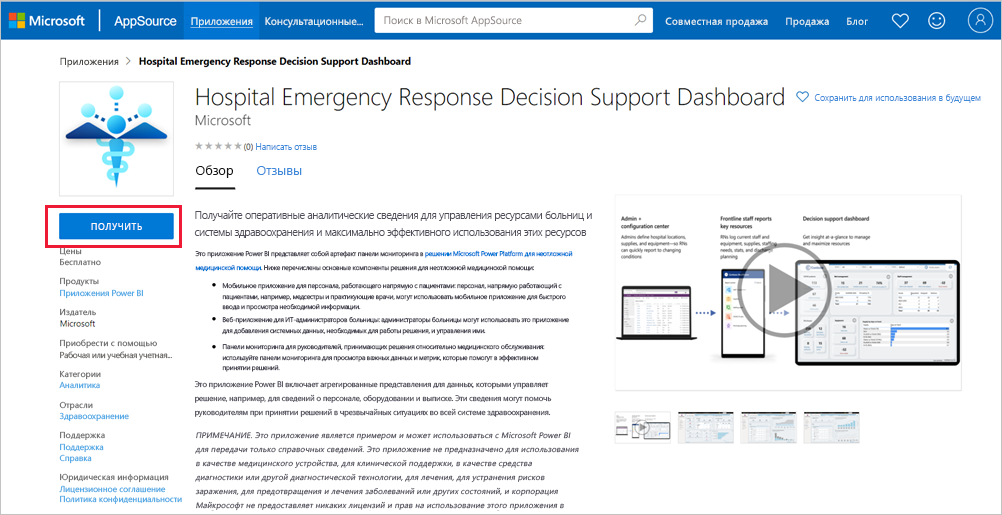 Microsoft AppSource Приложения Консультационные... Поиск в Microsoft AppSource Совместная продажа Продажа Блог
Приложения > Hospital Emergency Response Decision Support Dashboard
Hospital Emergency Response Decision Support Dashboard
Сохранить для использования в будущем
Microsoft
(0) Написать отзыв
Обзор Отзывы
ПОЛУЧИТЬ
Цены
Бесплатно
Продукты
Приложения Power BI
Издатель
Microsoft
Приобрести с помощью
Рабочая или учебная учетная...
Категории
Аналитика
Отрасли
Здравоохранение
Поддержка
Поддержка
Справка
Юридическая информация
Лицензионное соглашение
Политика конфиденциальности
Получайте оперативные аналитические сведения для управления ресурсами больниц и
системы здравоохранения и максимально эффективного использования этих ресурсов
Это приложение Power BI представляет собой артефакт панели мониторинга в решении Microsoft Power Platform для неотложной
медицинской помощи. Ниже перечислены основные компоненты решения для неотложной медицинской помощи:
• Мобильное приложение для персонала, работающего напрямую с пациентами: персонал, напрямую работающий с
пациентами, например, медсестры и практикующие врачи, могут использовать мобильное приложение для быстрого
ввода и просмотра необходимой информации.
• Веб-приложение для ИТ-администраторов больницы: администраторы больницы могут использовать это приложение
для добавления системных данных, необходимых для работы решения, и управления ими.
• Панели мониторинга для руководителей, принимающих решения относительно медицинского обслуживания:
используйте панели мониторинга для просмотра важных данных и метрик, которые помогут в эффективном
принятии решений.
Это приложение Power BI включает агрегированные представления для данных, которыми управляет
решение, например, для сведений о персонале, оборудовании и выписке. Эти сведения могут помочь
руководителям при принятии решений в чрезвычайных ситуациях во всей системе здравоохранения.
ПРИМЕЧАНИЕ. Это приложение является примером и может использоваться с Microsoft Power BI
для передачи только справочных сведений. Это приложение не предназначено для использования
в качестве медицинского устройства, для клинической поддержки, в качестве средства
диагностики или другой диагностической технологии, для лечения, для устранения рисков
заражения, для предотвращения и лечения заболеваний или других состояний, и корпорация
Майкрософт не предоставляет никаких лицензий и прав на использование этого приложения в
Admin +
configuration center
Admins define hospital locations,
supplies, and equipment—so RNs
can quickly report to changing
conditions
Frontline staff reports
key resources
RNs log current staff and
equipment, supplies, staffing
needs, stats, and discharge
planning
Decision support dashboard
Get insight at-a-glance to manage
and maximize resources